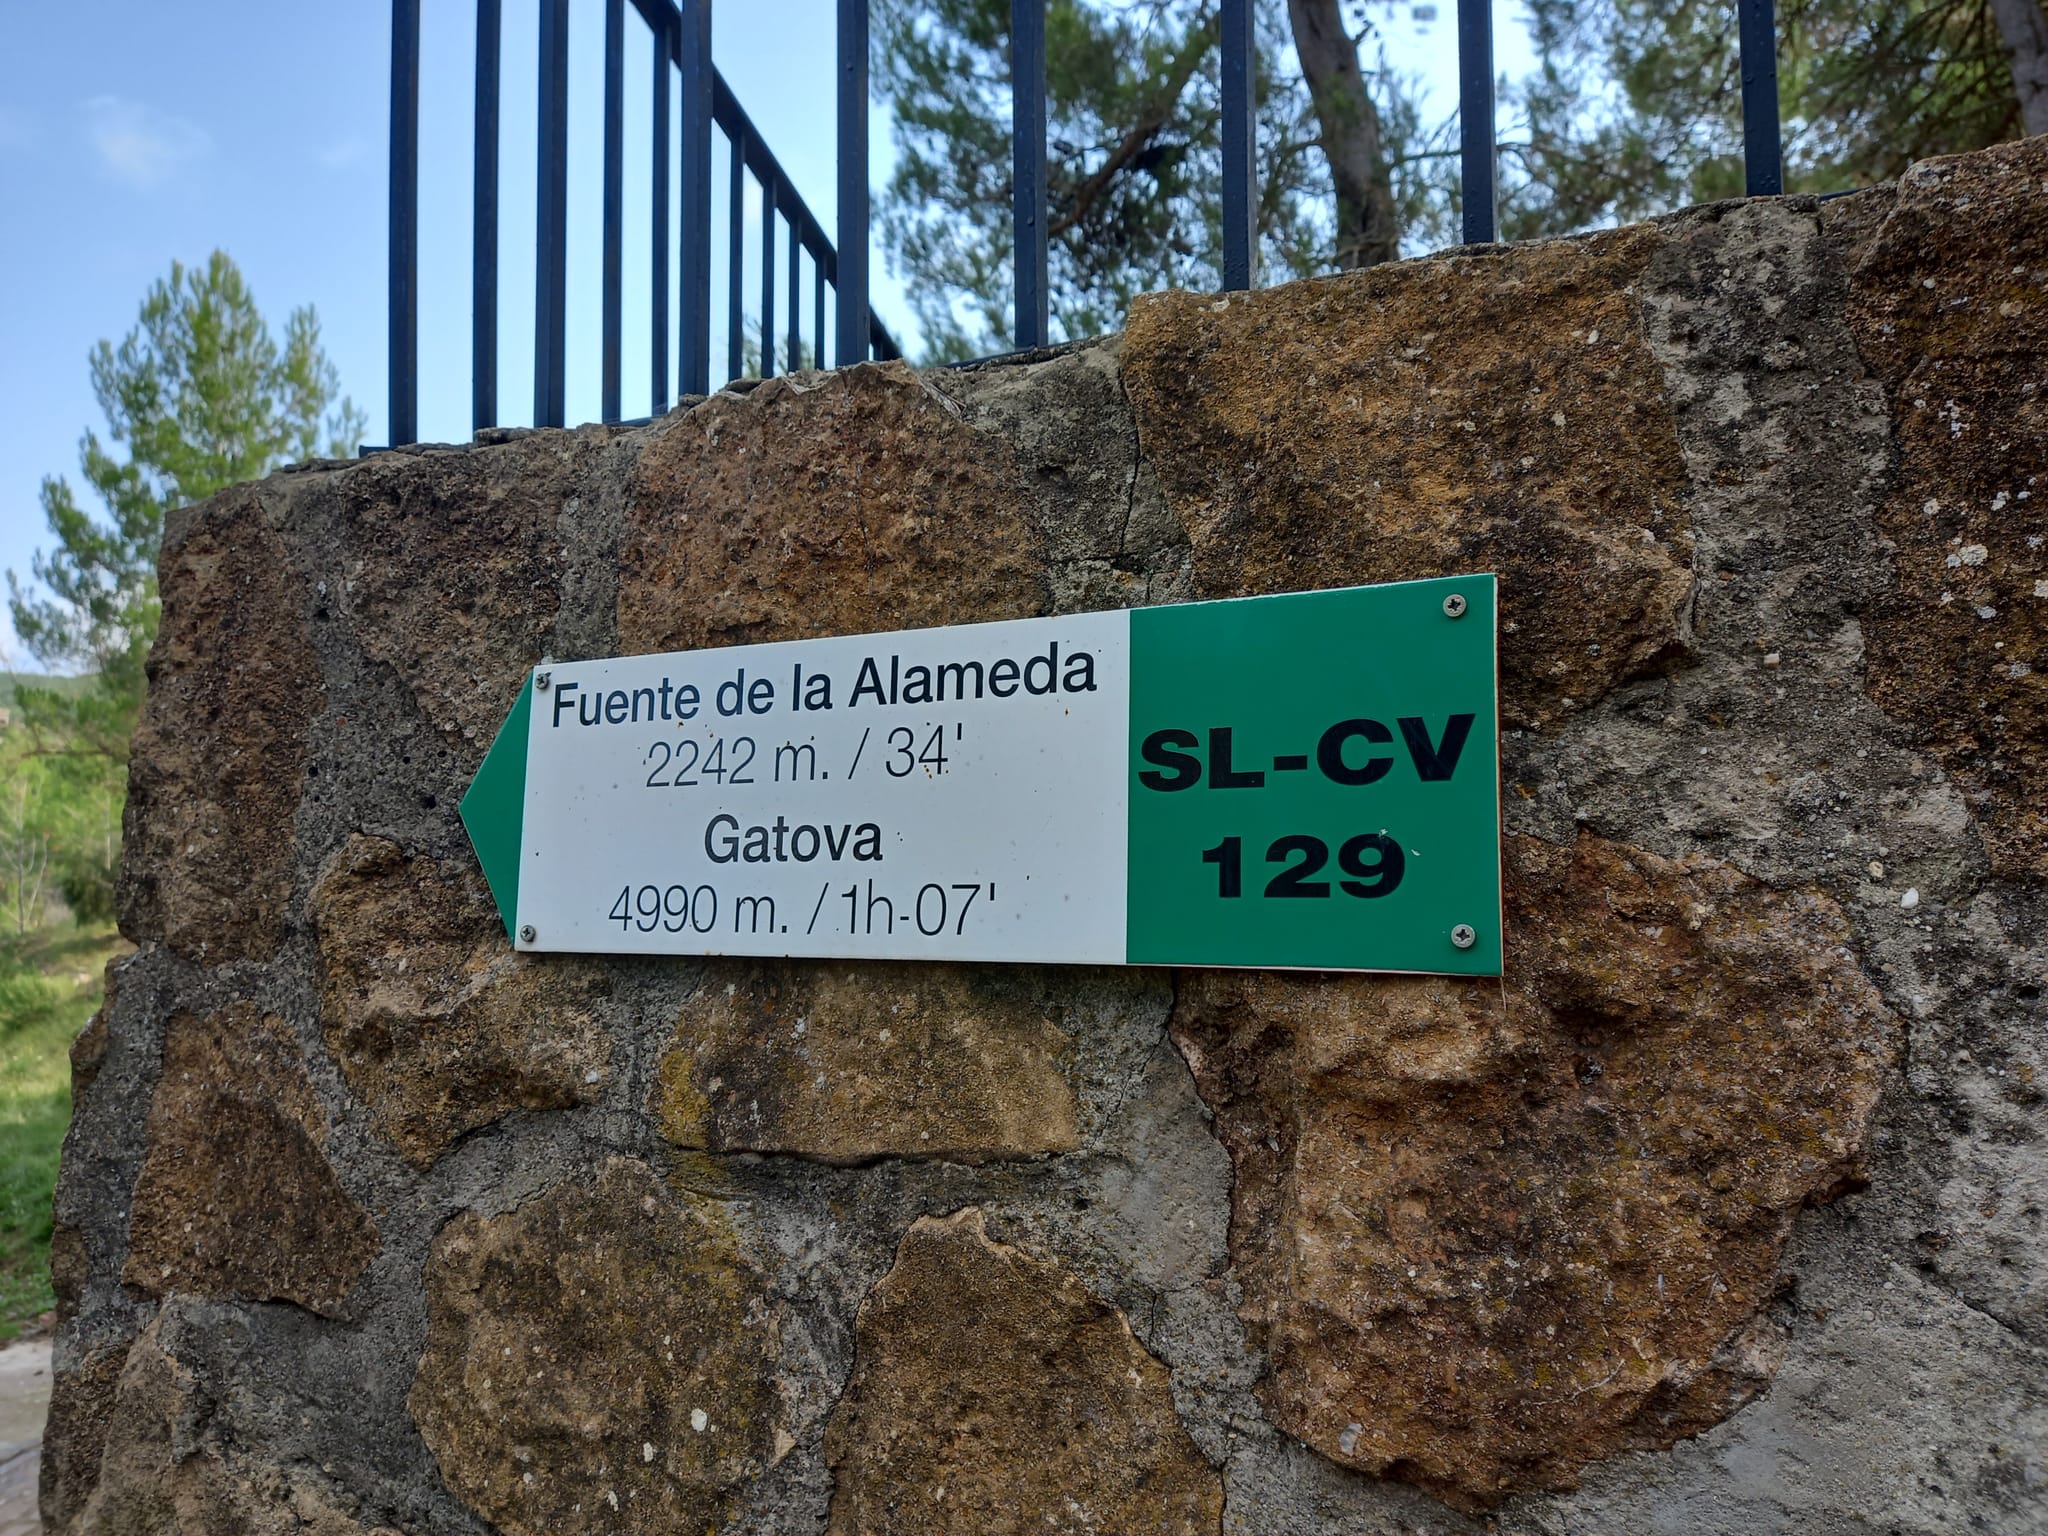 Fuente de la Alameda
2242 m. / 34'
Gatova
4990 m. / 1h-07'
SL-CV
129